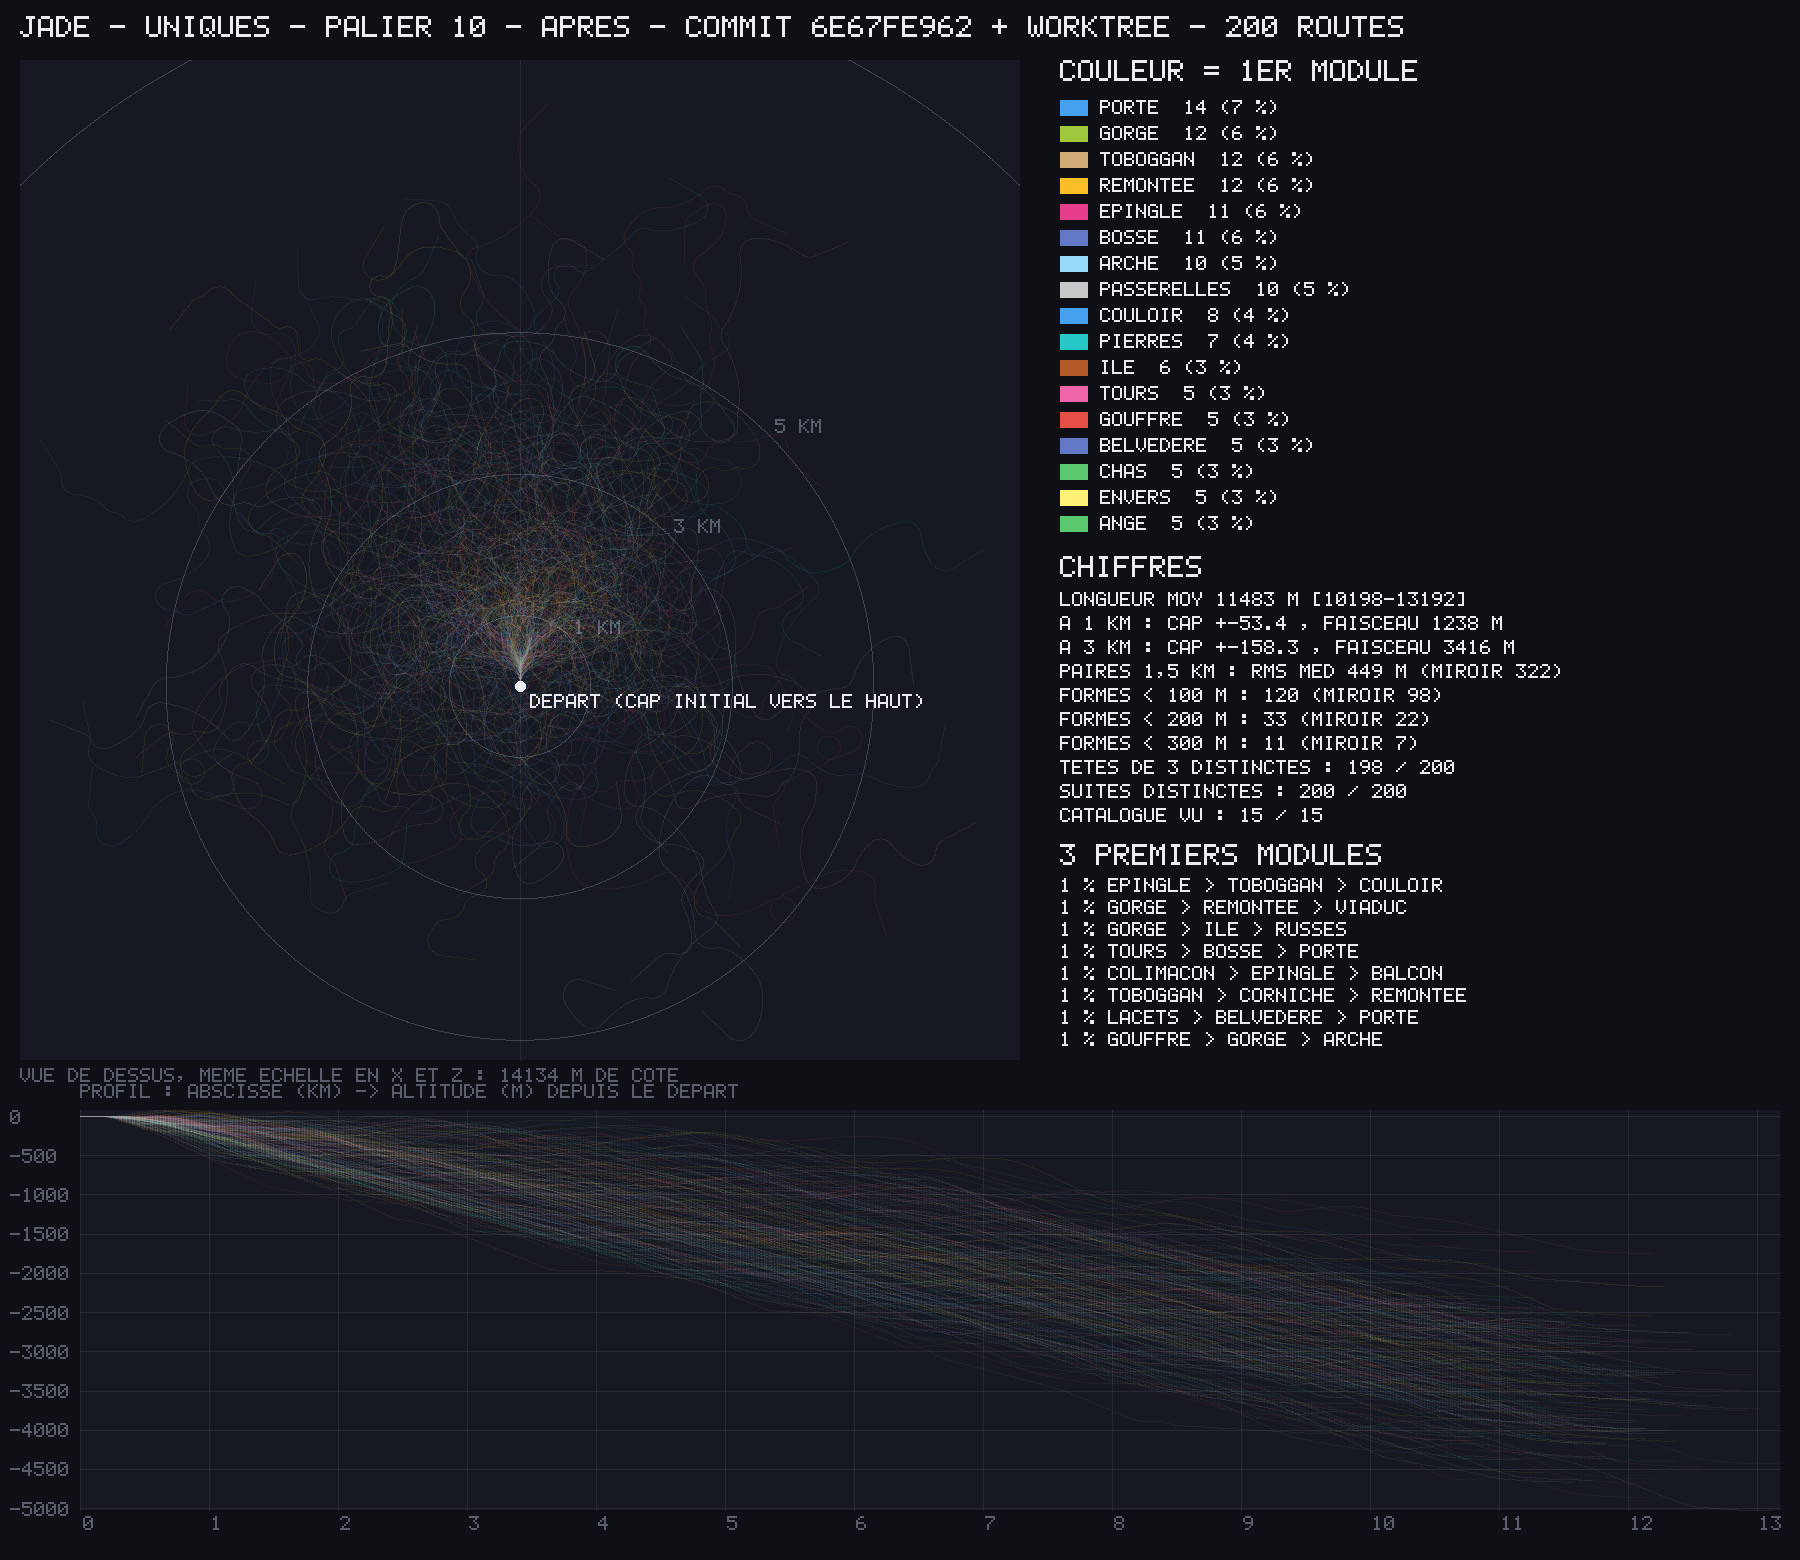 JADE - UNIQUES - PALIER 10 - APRES - COMMIT 6E67FE962 + WORKTREE - 200 ROUTES
COULEUR = 1ER MODULE
PORTE 14 (7 %)
GORGE 12 (6 %)
TOBOGGAN 12 (6 %)
REMONTEE 12 (6 %)
EPINGLE 11 (6 %)
BOSSE 11 (6 %)
ARCHE 10 (5 %)
PASSERELLES 10 (5 %)
COULOIR 8 (4 %)
PIERRES 7 (4 %)
ILE 6 (3 %)
TOURS 5 (3 %)
GOUFFRE 5 (3 %)
BELVEDERE 5 (3 %)
CHAS 5 (3 %)
ENVERS 5 (3 %)
ANGE 5 (3 %)
5 KM
3 KM
1 KM
DEPART (CAP INITIAL VERS LE HAUT)
CHIFFRES
LONGUEUR MOY 11483 M [10198-13192]
A 1 KM : CAP +-53.4 , FAISCEAU 1238 M
A 3 KM : CAP +-158.3 , FAISCEAU 3416 M
PAIRES 1,5 KM : RMS MED 449 M (MIROIR 322)
FORMES < 100 M : 120 (MIROIR 98)
FORMES < 200 M : 33 (MIROIR 22)
FORMES < 300 M : 11 (MIROIR 7)
TETES DE 3 DISTINCTES : 198 / 200
SUITES DISTINCTES : 200 / 200
CATALOGUE VU : 15 / 15
3 PREMIERS MODULES
1 % EPINGLE > TOBOGGAN > COULOIR
1 % GORGE > REMONTEE > VIADUC
1 % GORGE > ILE > RUSSES
1 % TOURS > BOSSE > PORTE
1 % COLIMACON > EPINGLE > BALCON
1 % TOBOGGAN > CORNICHE > REMONTEE
1 % LACETS > BELVEDERE > PORTE
1 % GOUFFRE > GORGE > ARCHE
VUE DE DESSUS, MEME ECHELLE EN X ET Z : 14134 M DE COTE
PROFIL : ABSCISSE (KM) -> ALTITUDE (M) DEPUIS LE DEPART
0
-500
-1000
-1500
-2000
-2500
-3000
-3500
-4000
-4500
-5000
0 1 2 3 4 5 6 7 8 9 10 11 12 13